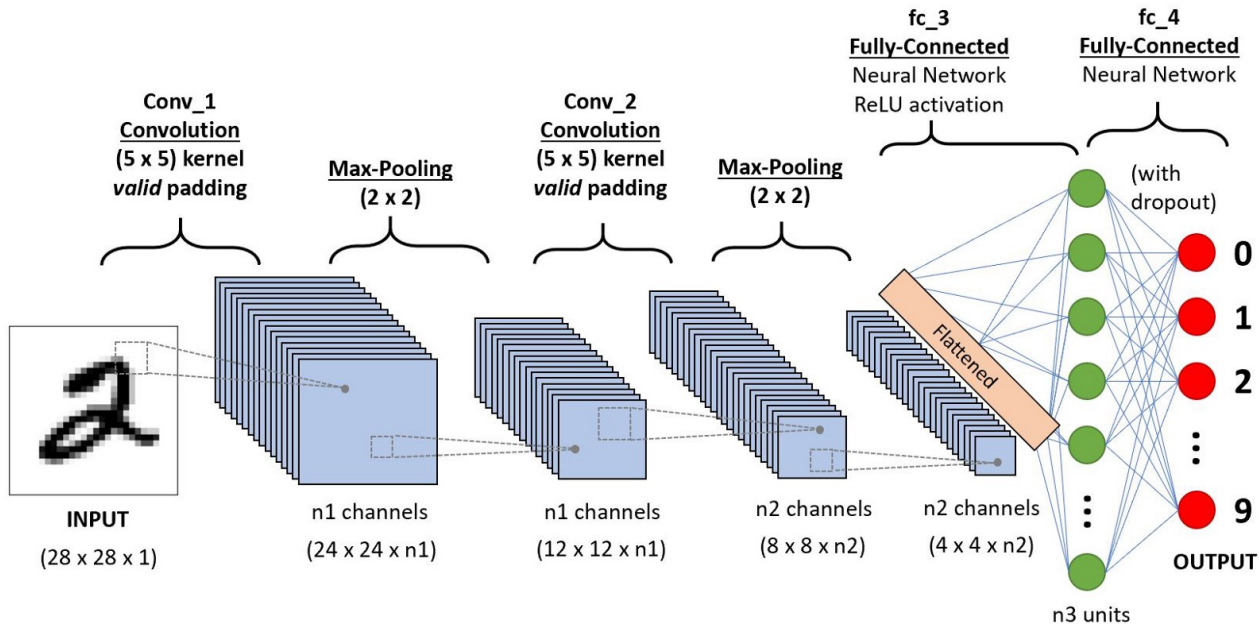 Conv_1
Convolution
(5 x 5) kernel
valid padding
Max-Pooling
(2 x 2)
Conv_2
Convolution
(5 x 5) kernel
valid padding
Max-Pooling
(2 x 2)
fc_3
Fully-Connected
Neural Network
ReLU activation
fc_4
Fully-Connected
Neural Network
(with
dropout)
INPUT
(28 x 28 x 1)
n1 channels
(24 x 24 x n1)
n1 channels
(12 x 12 x n1)
n2 channels
(8 x 8 x n2)
n2 channels
(4 x 4 x n2)
Flattened
n3 units
0
1
2
9
OUTPUT
2